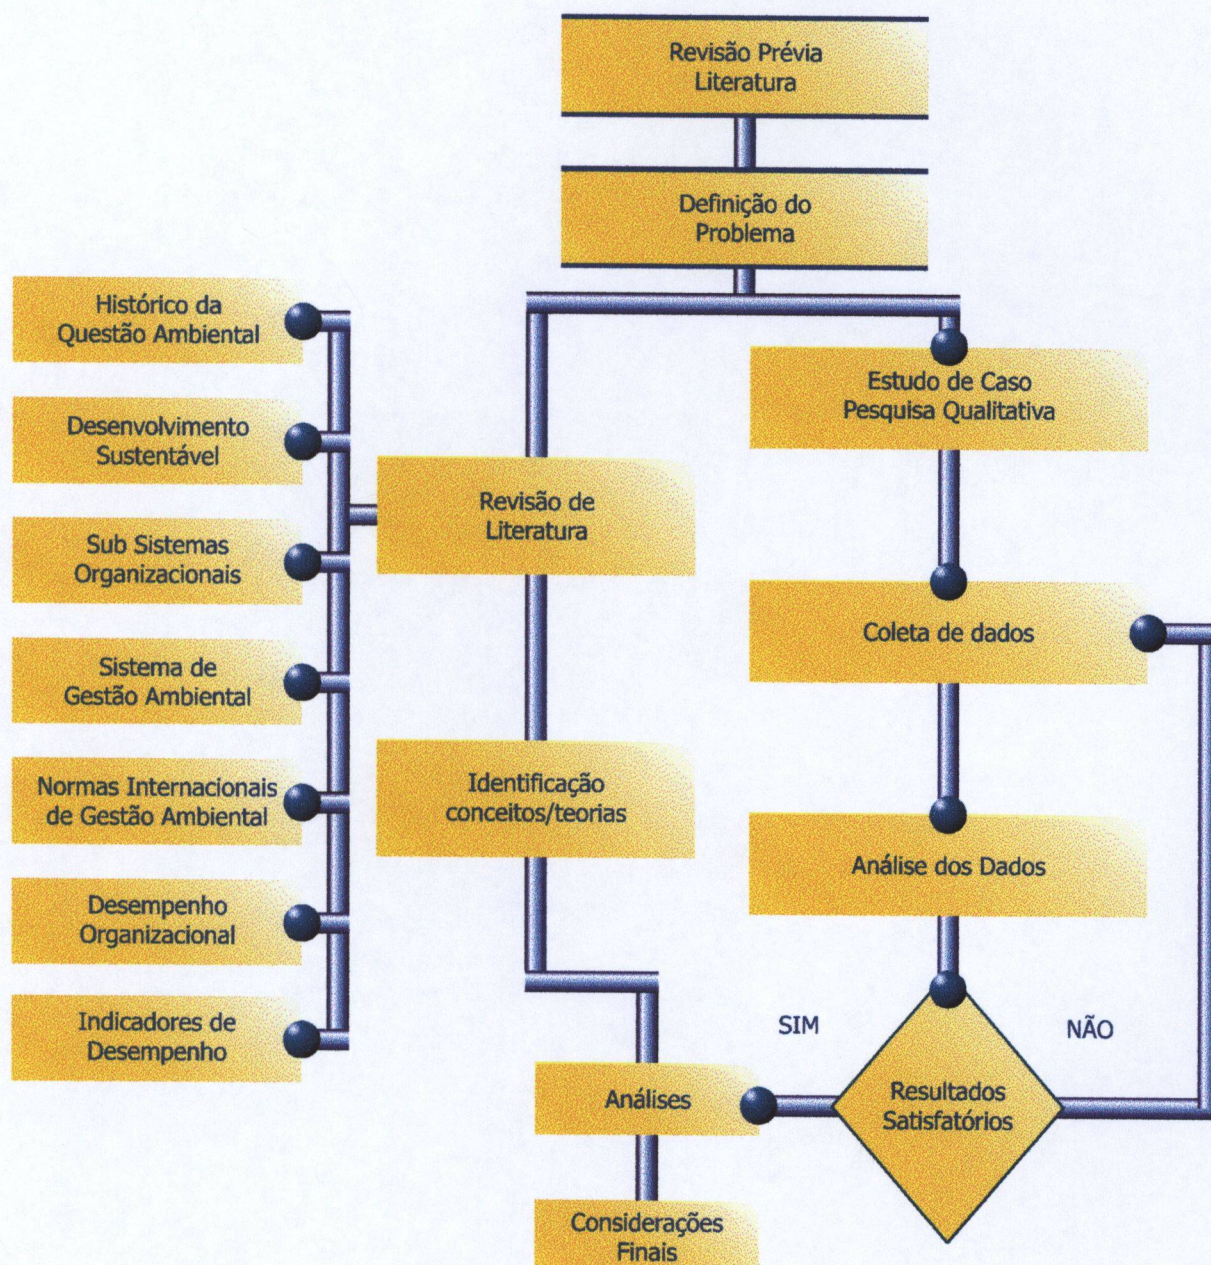 Revisão Prévia
Literatura
Definição do
Problema
Histórico da
Questão Ambiental
Desenvolvimento
Sustentável
Sub Sistemas
Organizacionais
Sistema de
Gestão Ambiental
Normas Internacionais
de Gestão Ambiental
Desempenho
Organizacional
Indicadores de
Desempenho
Revisão de
Literatura
Identificação
conceitos/teorias
Estudo de Caso
Pesquisa Qualitativa
Coleta de dados
Análise dos Dados
SIM
NÃO
Resultados
Satisfatórios
Análises
Considerações
Finais